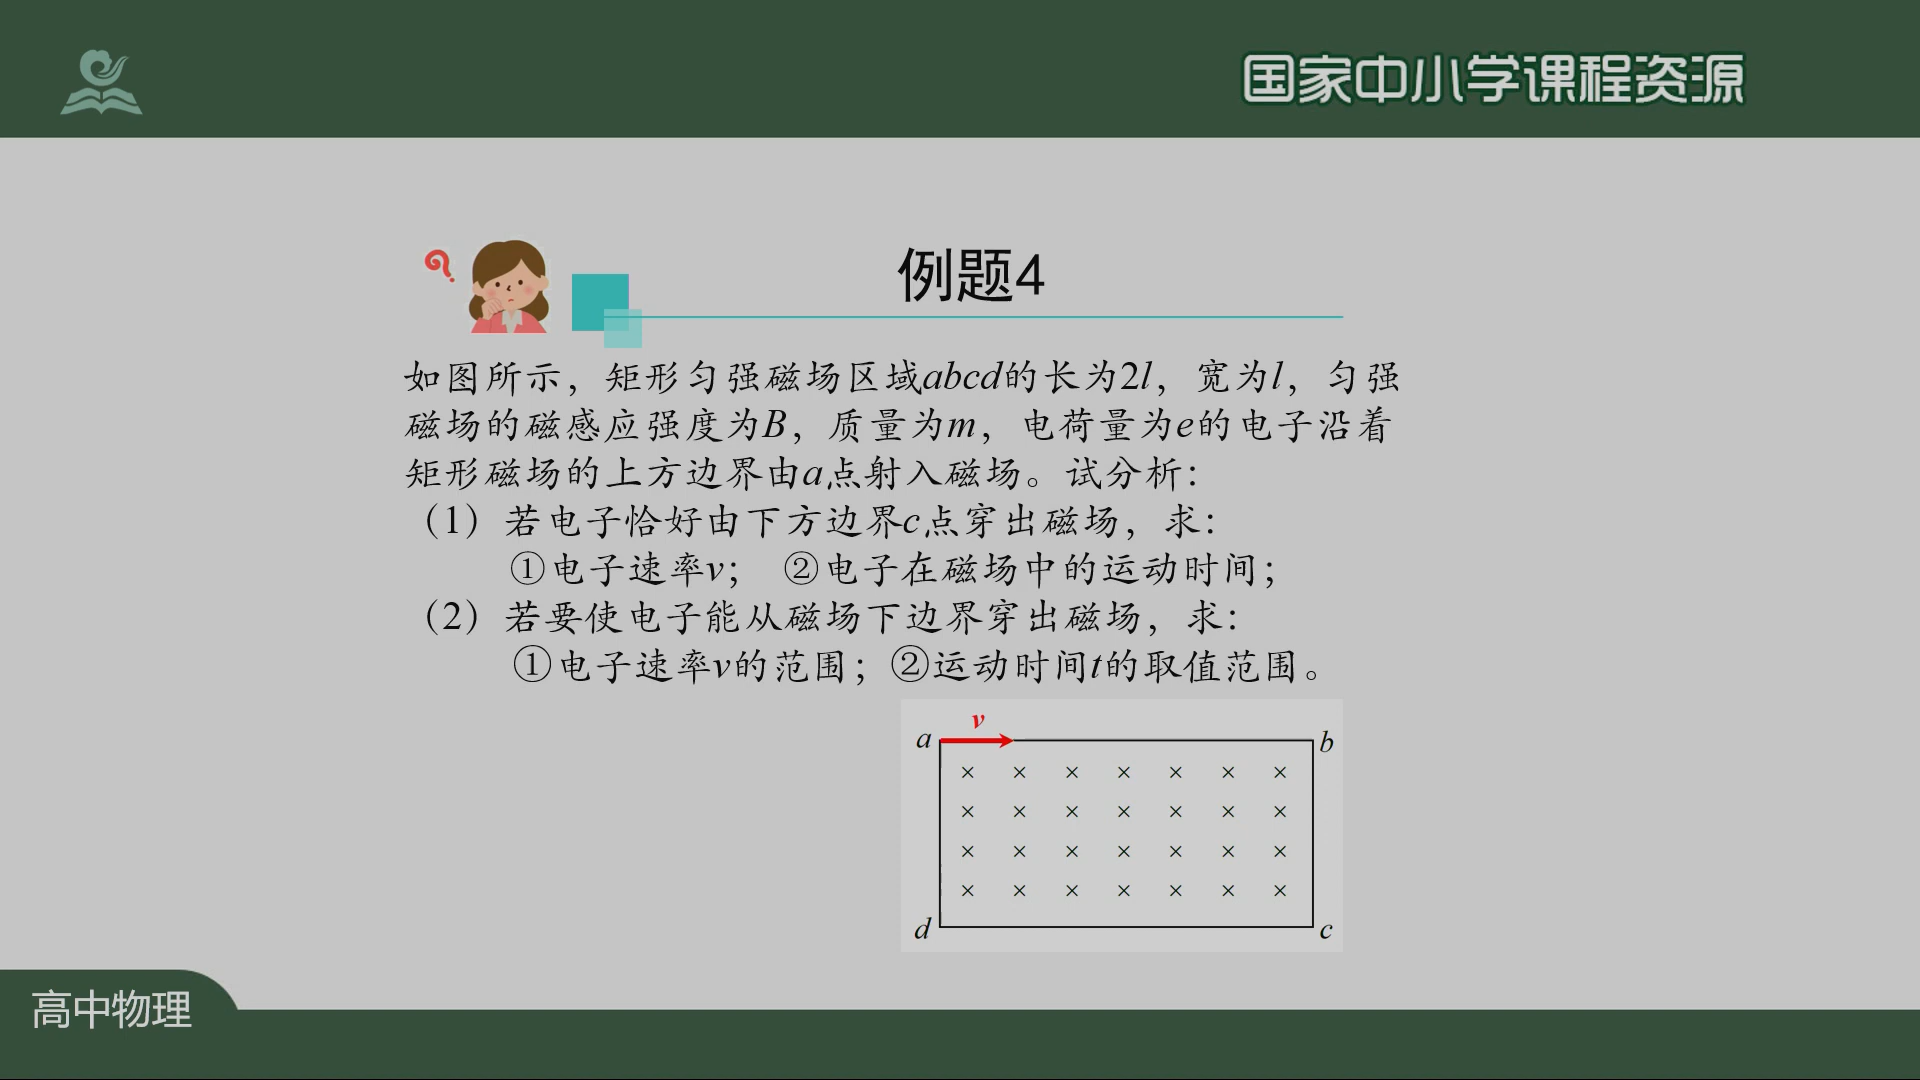 国家中小学课程资源
例题4
如图所示，矩形匀强磁场区域abcd的长为2l，宽为l，匀强
磁场的磁感应强度为B，质量为m，电荷量为e的电子沿着
矩形磁场的上方边界由a点射入磁场。试分析：
（1）若电子恰好由下方边界c点穿出磁场，求：
①电子速率v； ②电子在磁场中的运动时间；
（2）若要使电子能从磁场下边界穿出磁场，求：
①电子速率v的范围；②运动时间t的取值范围。
v
a
b
× × × × × × ×
× × × × × × ×
× × × × × × ×
× × × × × × ×
d
c
高中物理